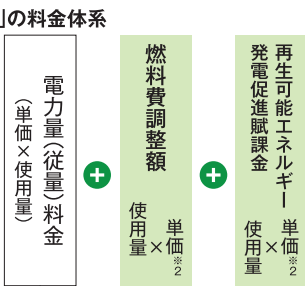 」の料金体系
電力量(従量)料金
(単価×使用量)
+
燃料費調整額
単価※2
×
使用量
+
再生可能エネルギー
発電促進賦課金
単価※2
×
使用量